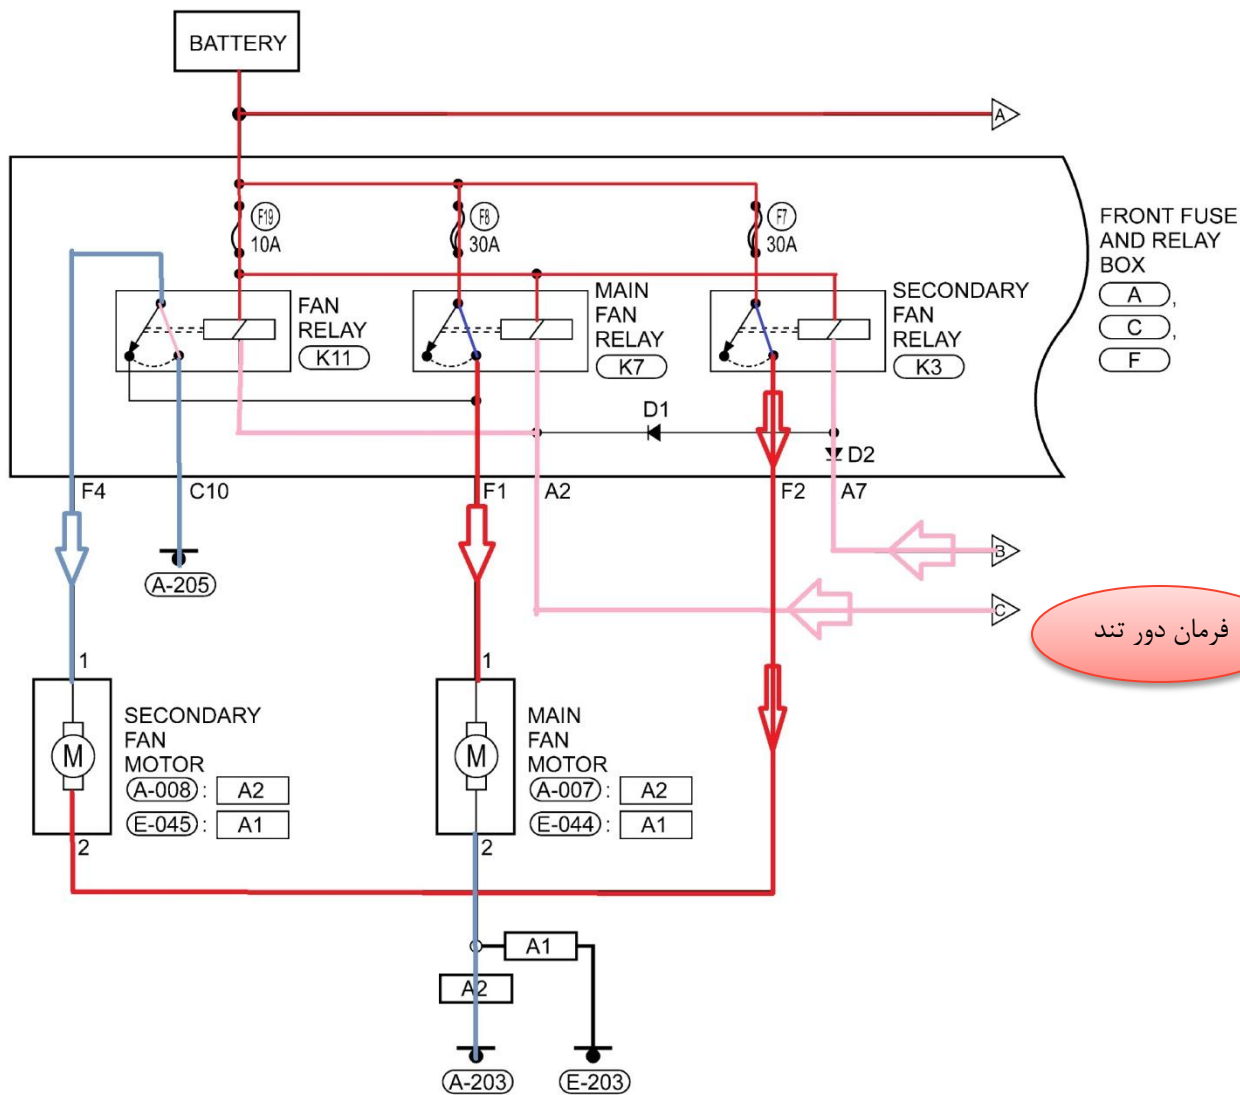 BATTERY
A
F19
10A
F8
30A
F7
30A
FRONT FUSE
AND RELAY
BOX
A ,
C ,
F
FAN
RELAY
K11
MAIN
FAN
RELAY
K7
SECONDARY
FAN
RELAY
K3
D1
D2
F4
C10
F1
A2
F2
A7
A-205
B
C
فرمان دور تند
1
SECONDARY
FAN
MOTOR
M
A-008 : A2
E-045 : A1
2
1
MAIN
FAN
MOTOR
M
A-007 : A2
E-044 : A1
2
A1
A2
A-203
E-203